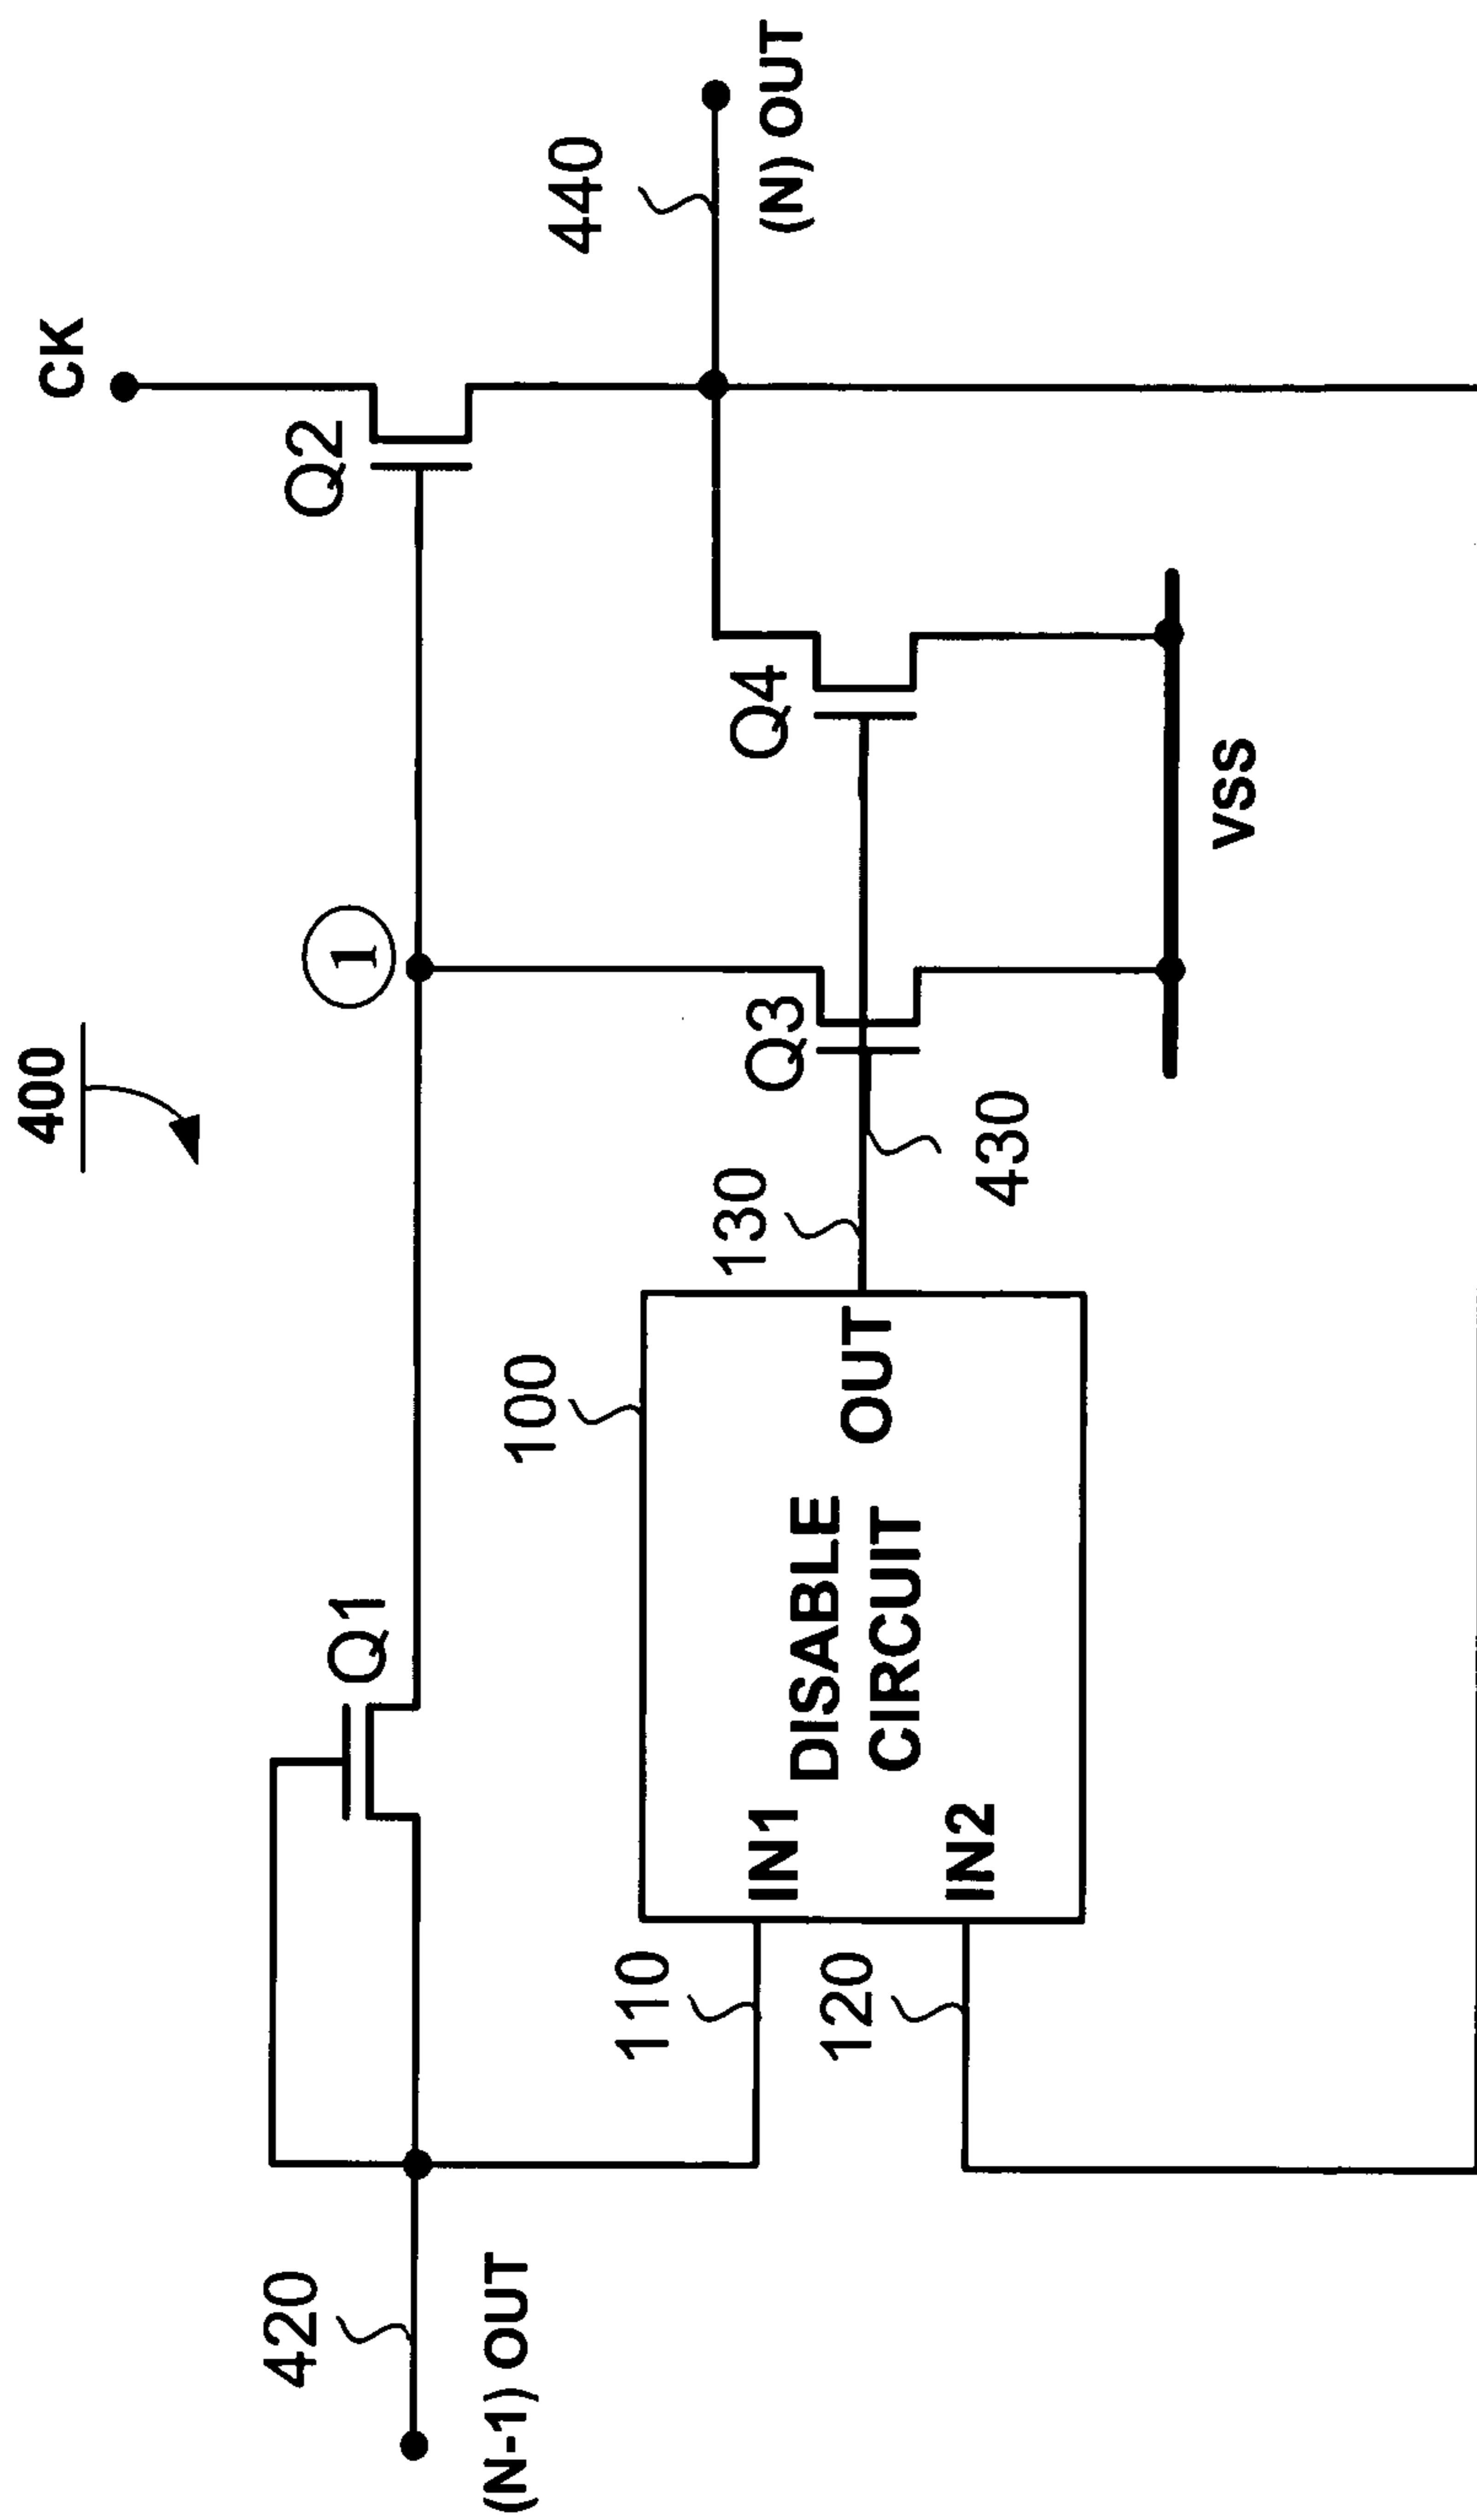 400
CK
Q2
1
Q1
420
(N-1) OUT
440
(N) OUT
100
Q4
Q3
130
110
IN1
DISABLE
CIRCUIT
OUT
120
IN2
430
VSS